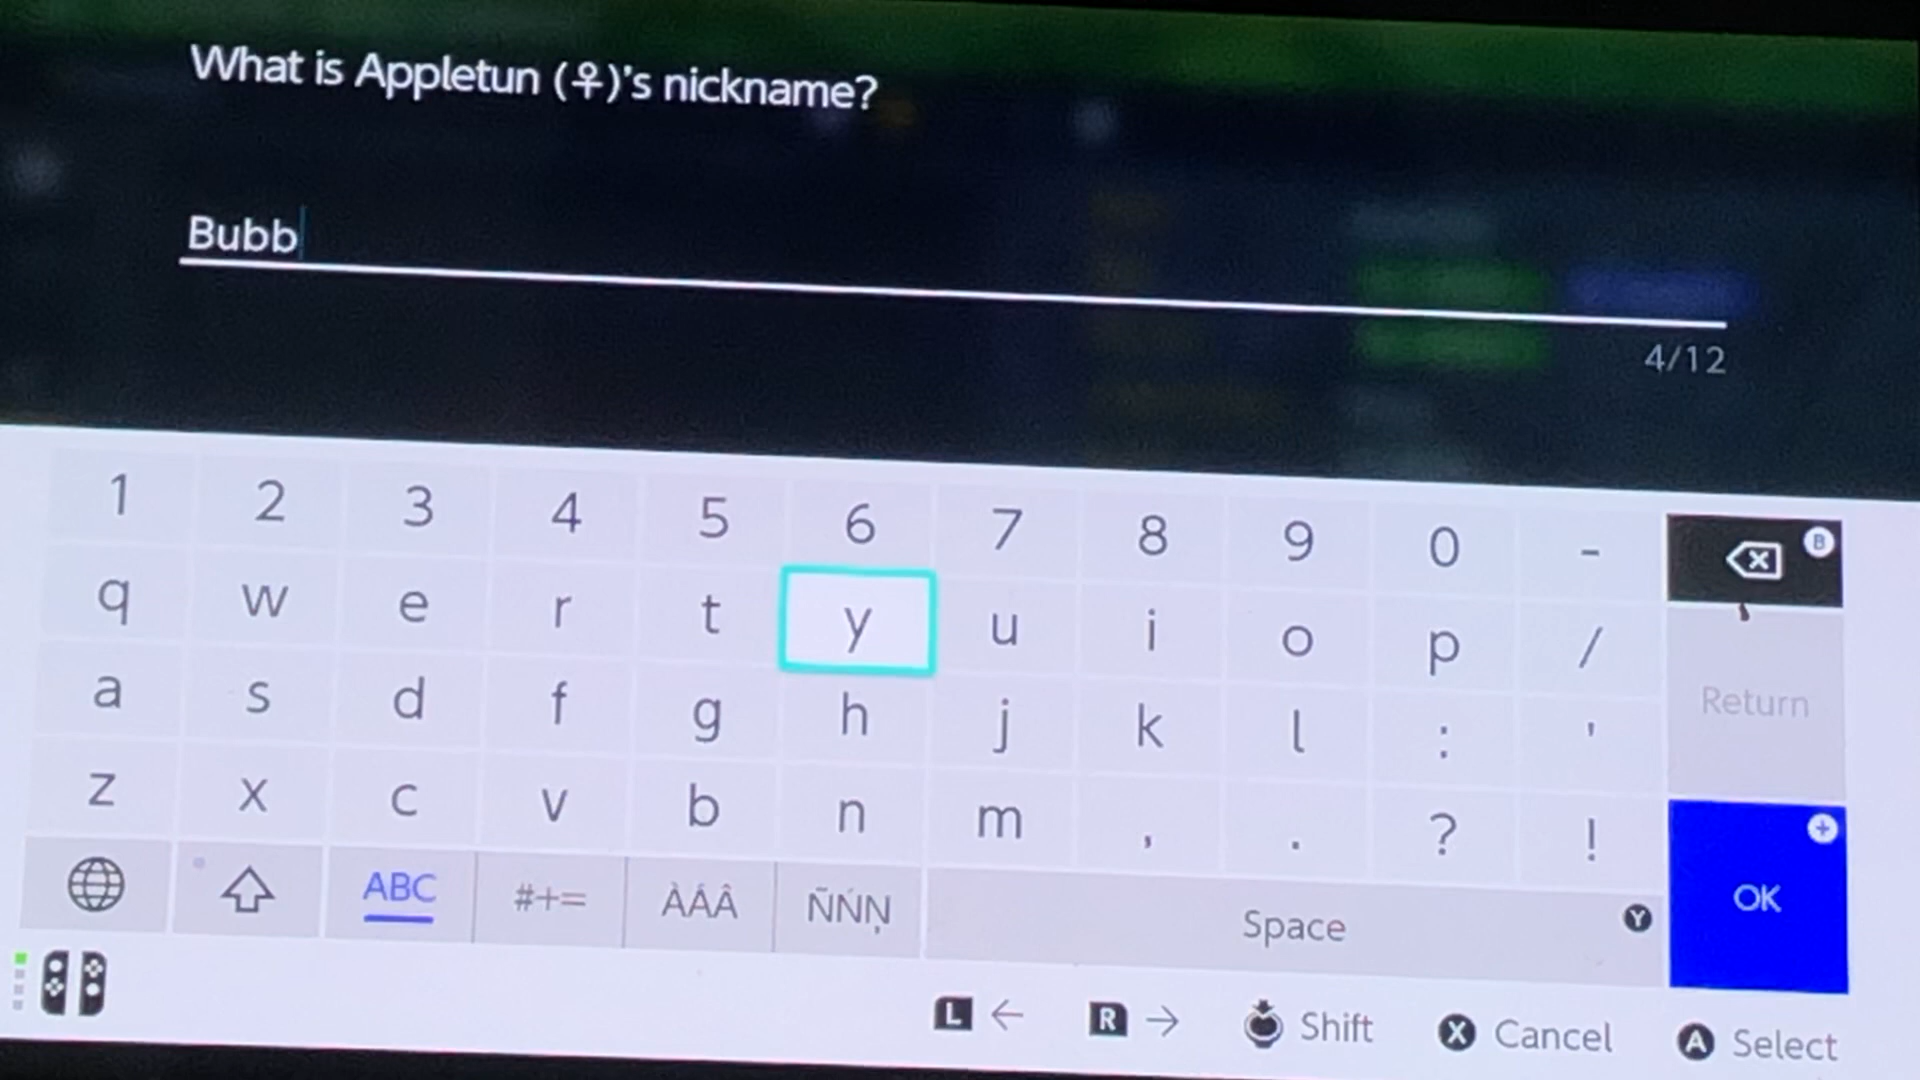 What is Appletun (♀)'s nickname?
Bubb
4/12
1 2 3 4 5 6 7 8 9 0 -
B
q w e r t y u i o p /
Return
a s d f g h j k l : '
z x c v b n m , . ? !
+
OK
ABC #+= ÀÁÂ ÑŃŅ Space Y
L ← R → Shift X Cancel A Select